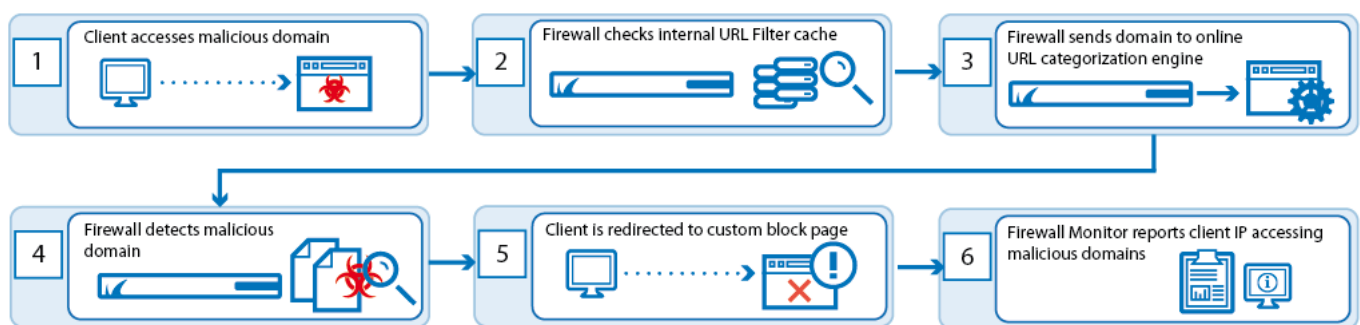 1
Client accesses malicious domain
2
Firewall checks internal URL Filter cache
3
Firewall sends domain to online
URL categorization engine
4
Firewall detects malicious
domain
5
Client is redirected to custom block page
6
Firewall Monitor reports client IP accessing
malicious domains